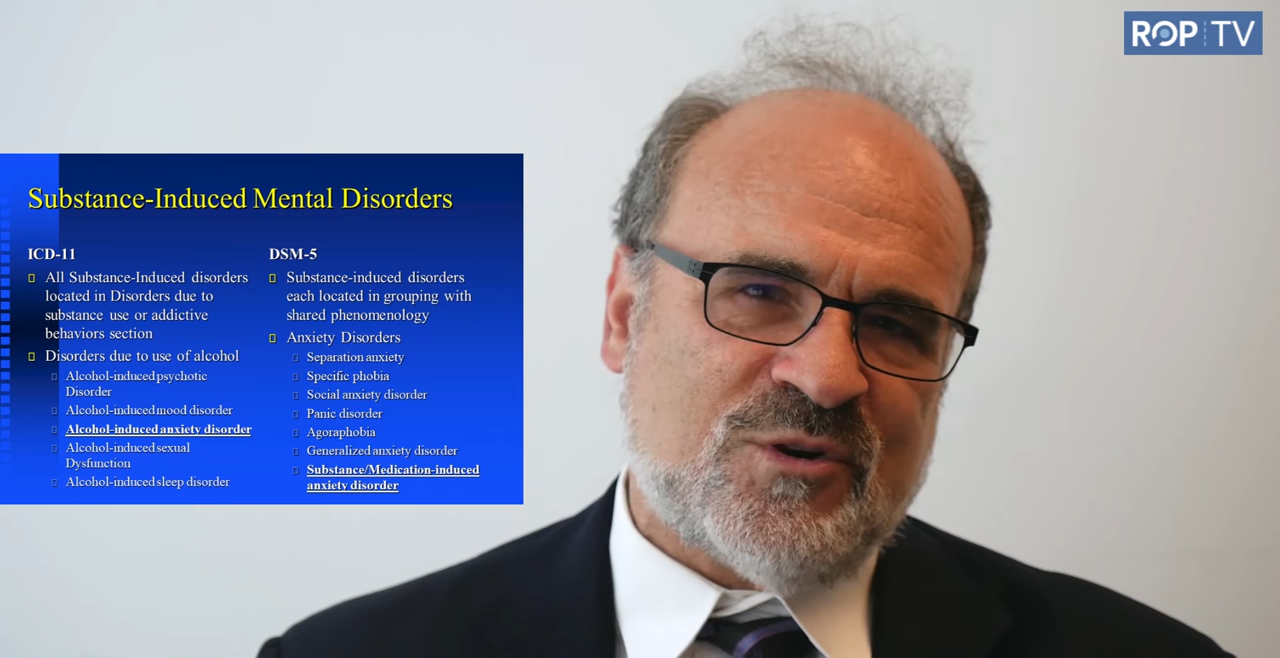 ROP TV
Substance-Induced Mental Disorders
ICD-11
All Substance-Induced disorders
located in Disorders due to
substance use or addictive
behaviors section
Disorders due to use of alcohol
Alcohol-induced psychotic
Disorder
Alcohol-induced mood disorder
Alcohol-induced anxiety disorder
Alcohol-induced sexual
Dysfunction
Alcohol-induced sleep disorder
DSM-5
Substance-induced disorders
each located in grouping with
shared phenomenology
Anxiety Disorders
Separation anxiety
Specific phobia
Social anxiety disorder
Panic disorder
Agoraphobia
Generalized anxiety disorder
Substance/Medication-induced
anxiety disorder